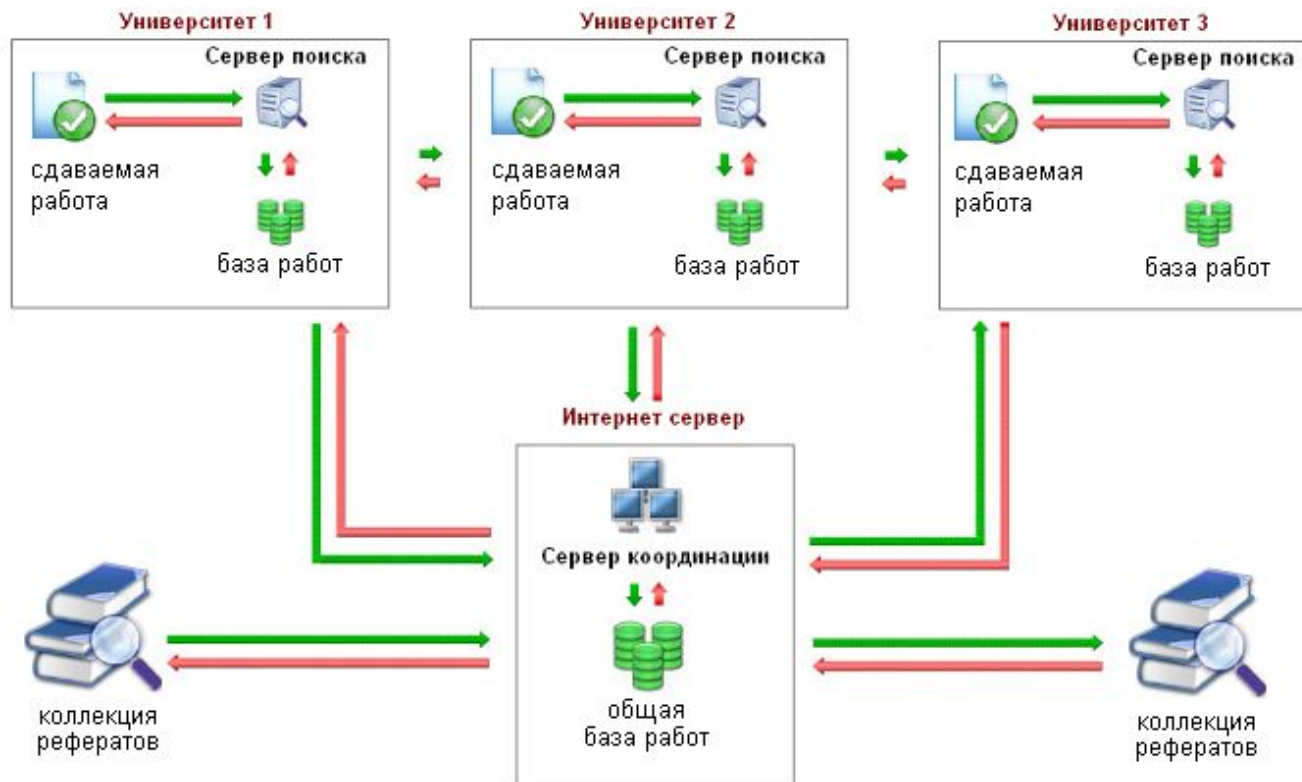 Университет 1
Университет 2
Университет 3
Сервер поиска
Сервер поиска
Сервер поиска
сдаваемая
работа
сдаваемая
работа
сдаваемая
работа
база работ
база работ
база работ
Интернет сервер
Сервер координации
общая
база работ
коллекция
рефератов
коллекция
рефератов